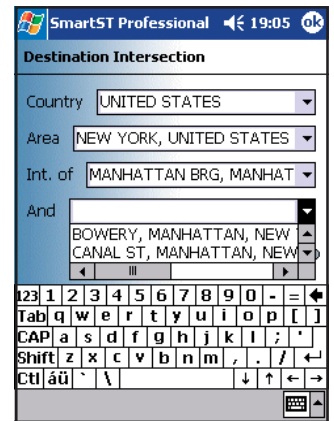 SmartST Professional 19:05 ok
Destination Intersection
Country UNITED STATES
Area NEW YORK, UNITED STATES
Int. of MANHATTAN BRG, MANHAT
And
BOWERY, MANHATTAN, NEW
CANAL ST, MANHATTAN, NEW
123 1 2 3 4 5 6 7 8 9 0 - =
Tab q w e r t y u i o p [ ]
CAP a s d f g h j k l ; '
Shift z x c v b n m , . /
Ctl áü ` \ ↓ ↑ ← →